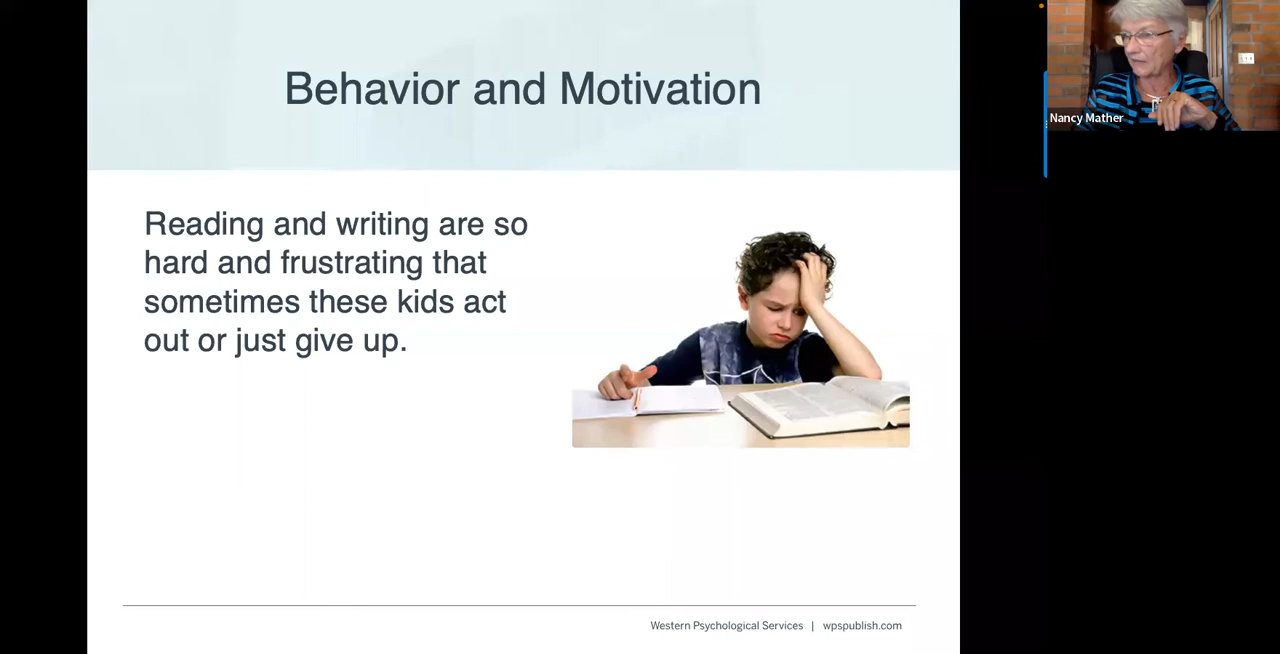 Behavior and Motivation
Reading and writing are so
hard and frustrating that
sometimes these kids act
out or just give up.
Western Psychological Services | wpspublish.com
Nancy Mather